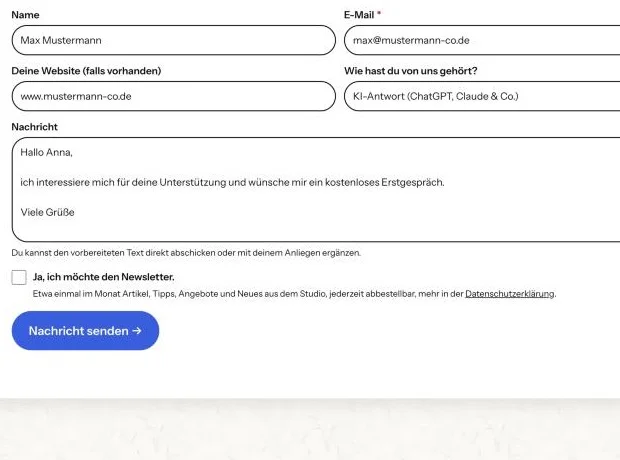 Name
E-Mail *
Max Mustermann
max@mustermann-co.de
Deine Website (falls vorhanden)
Wie hast du von uns gehört?
www.mustermann-co.de
KI-Antwort (ChatGPT, Claude & Co.)
Nachricht
Hallo Anna,
ich interessiere mich für deine Unterstützung und wünsche mir ein kostenloses Erstgespräch.
Viele Grüße
Du kannst den vorbereiteten Text direkt abschicken oder mit deinem Anliegen ergänzen.
Ja, ich möchte den Newsletter.
Etwa einmal im Monat Artikel, Tipps, Angebote und Neues aus dem Studio, jederzeit abbestellbar, mehr in der Datenschutzerklärung.
Nachricht senden →